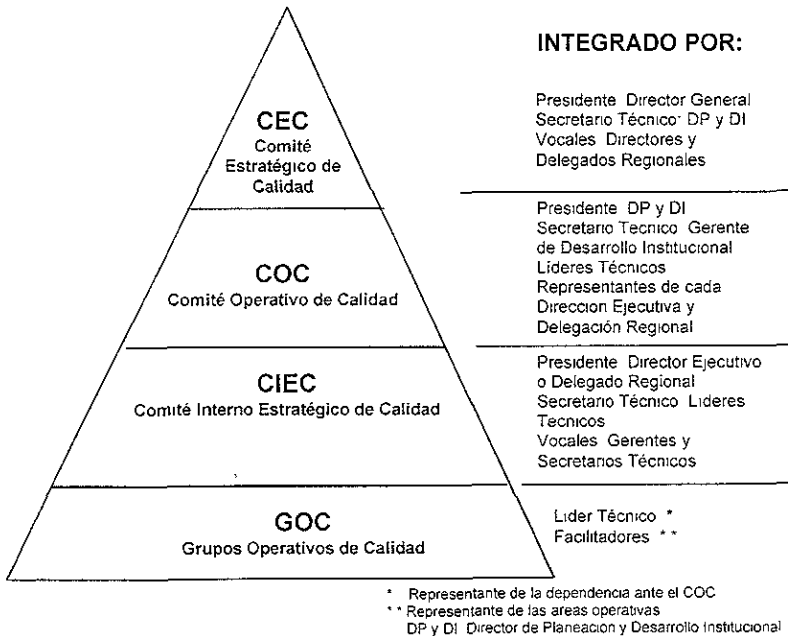 INTEGRADO POR:
CEC
Comité
Estratégico de
Calidad
Presidente Director General
Secretario Técnico DP y DI
Vocales Directores y
Delegados Regionales
COC
Comité Operativo de Calidad
Presidente DP y DI
Secretario Tecnico Gerente
de Desarrollo Institucional
Líderes Técnicos
Representantes de cada
Direccion Ejecutiva y
Delegación Regional
CIEC
Comité Interno Estratégico de Calidad
Presidente Director Ejecutivo
o Delegado Regional
Secretario Técnico Lideres
Tecnicos
Vocales Gerentes y
Secretarios Técnicos
GOC
Grupos Operativos de Calidad
Lider Técnico *
Facilitadores **
* Representante de la dependencia ante el COC
** Representante de las areas operativas
DP y DI Director de Planeacion y Desarrollo Institucional